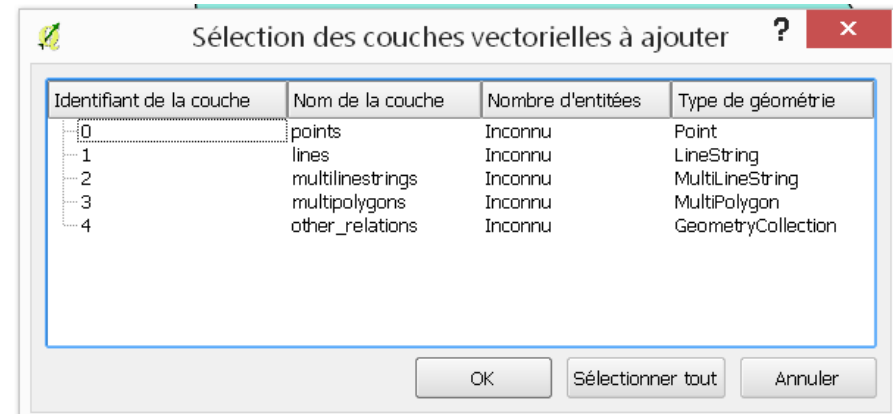 Sélection des couches vectorielles à ajouter ? ×
Identifiant de la couche Nom de la couche Nombre d'entitées Type de géométrie
0 points Inconnu Point
1 lines Inconnu LineString
2 multilinestrings Inconnu MultiLineString
3 multipolygons Inconnu MultiPolygon
4 other_relations Inconnu GeometryCollection
OK Sélectionner tout Annuler